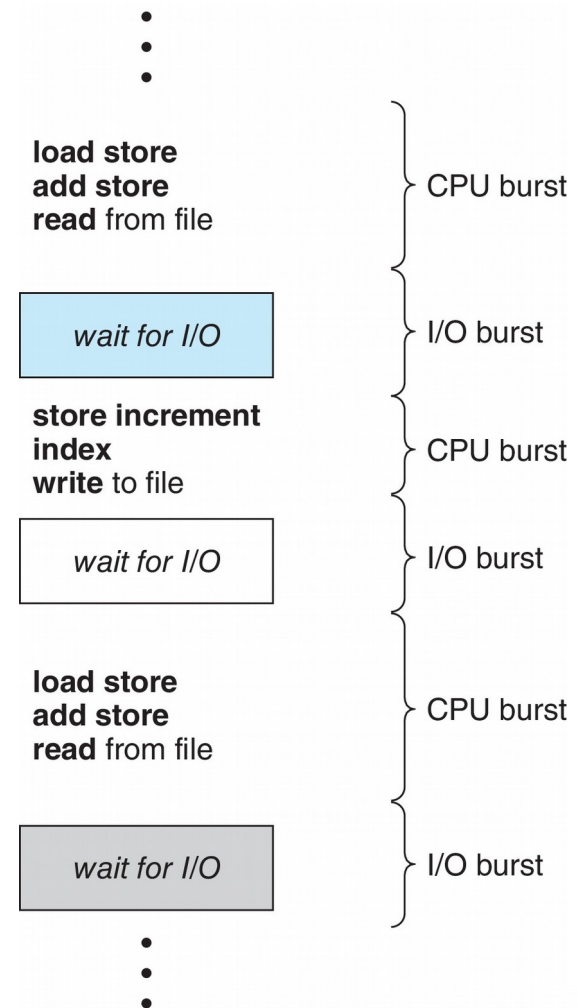 load store
add store
read from file
CPU burst
wait for I/O
I/O burst
store increment
index
write to file
CPU burst
wait for I/O
I/O burst
load store
add store
read from file
CPU burst
wait for I/O
I/O burst